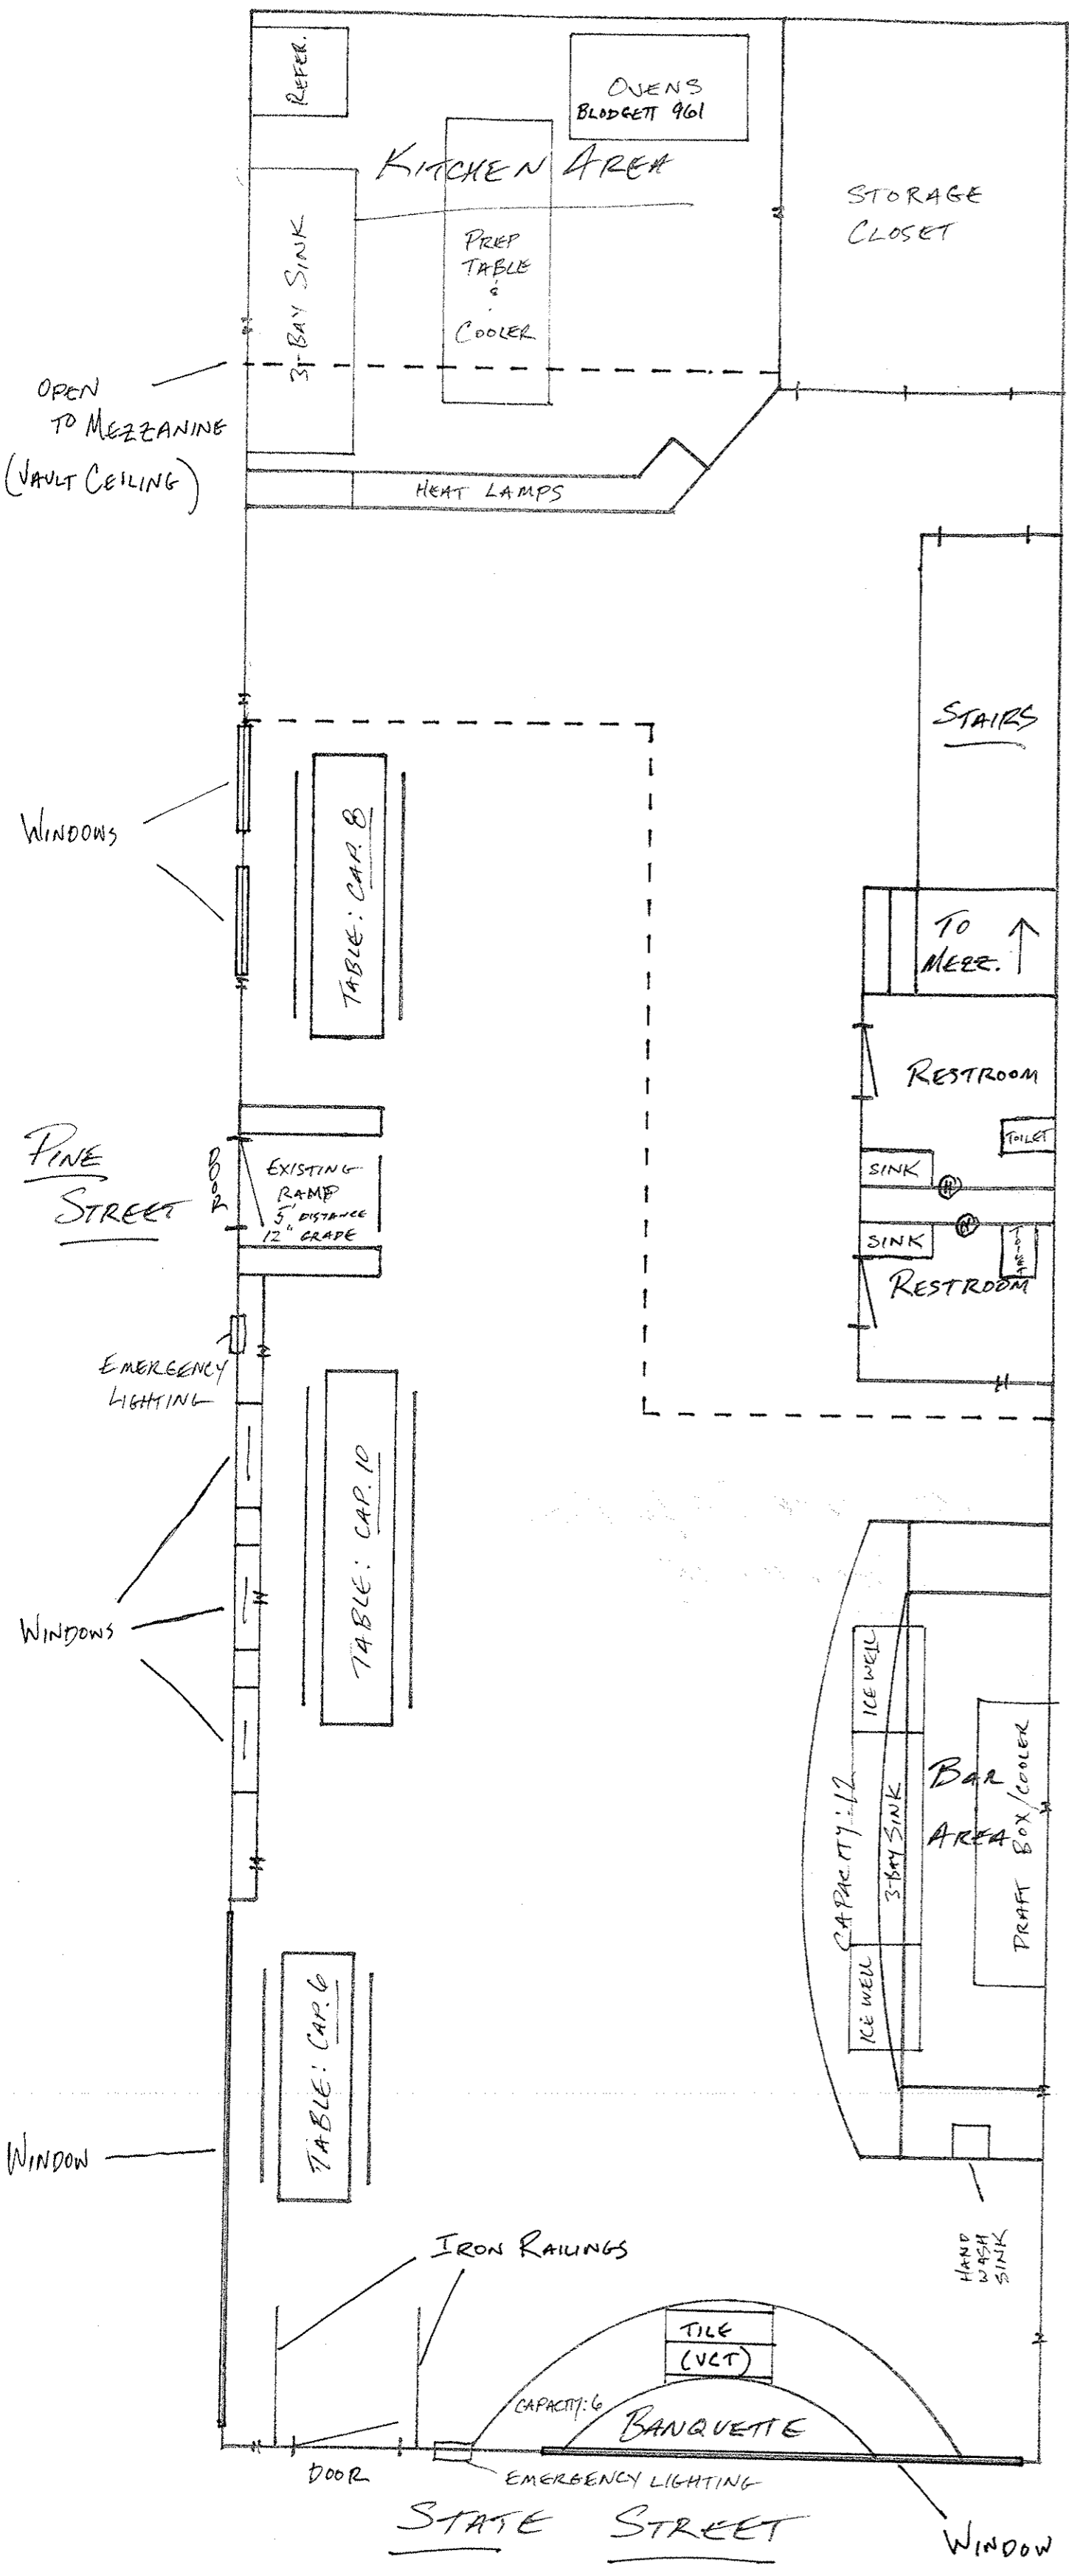 REFER.
OVENS
BLODGETT 961
KITCHEN AREA
STORAGE
CLOSET
3-BAY SINK
PREP
TABLE
&
COOLER
OPEN
TO MEZZANINE
(VAULT CEILING)
HEAT LAMPS
STAIRS
WINDOWS
TABLE: CAP. 8
TO
MEZZ.
RESTROOM
TOILET
SINK
PINE
STREET
DOOR
EXISTING
RAMP
5' DISTANCE
12" GRADE
SINK
RESTROOM
EMERGENCY
LIGHTING
TABLE: CAP. 10
WINDOWS
ICE WELL
CAPACITY: 12
3-BAY SINK
BAR
AREA
DRAFT BOX/COOLER
ICE WELL
TABLE: CAP. 6
WINDOW
HAND
WASH
SINK
IRON RAILINGS
TILE
(VCT)
CAPACITY: 6
BANQUETTE
DOOR
EMERGENCY LIGHTING
STATE STREET
WINDOW